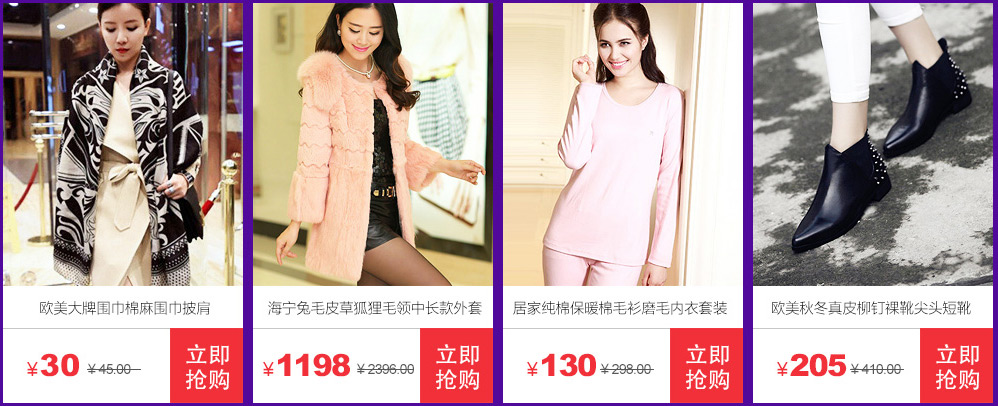 欧美大牌围巾棉麻围巾披肩
¥30 ¥45.00
立即
抢购
海宁兔毛皮草狐狸毛领中长款外套
¥1198 ¥2396.00
立即
抢购
居家纯棉保暖棉毛衫磨毛内衣套装
¥130 ¥298.00
立即
抢购
欧美秋冬真皮柳钉裸靴尖头短靴
¥205 ¥410.00
立即
抢购